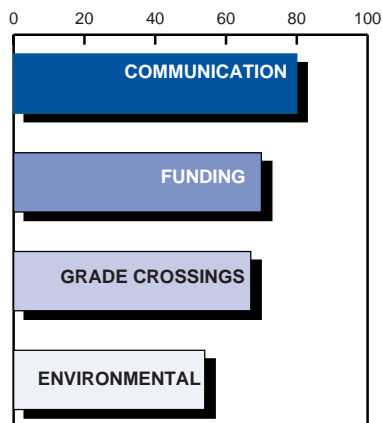 0 20 40 60 80 100
COMMUNICATION
FUNDING
GRADE CROSSINGS
ENVIRONMENTAL